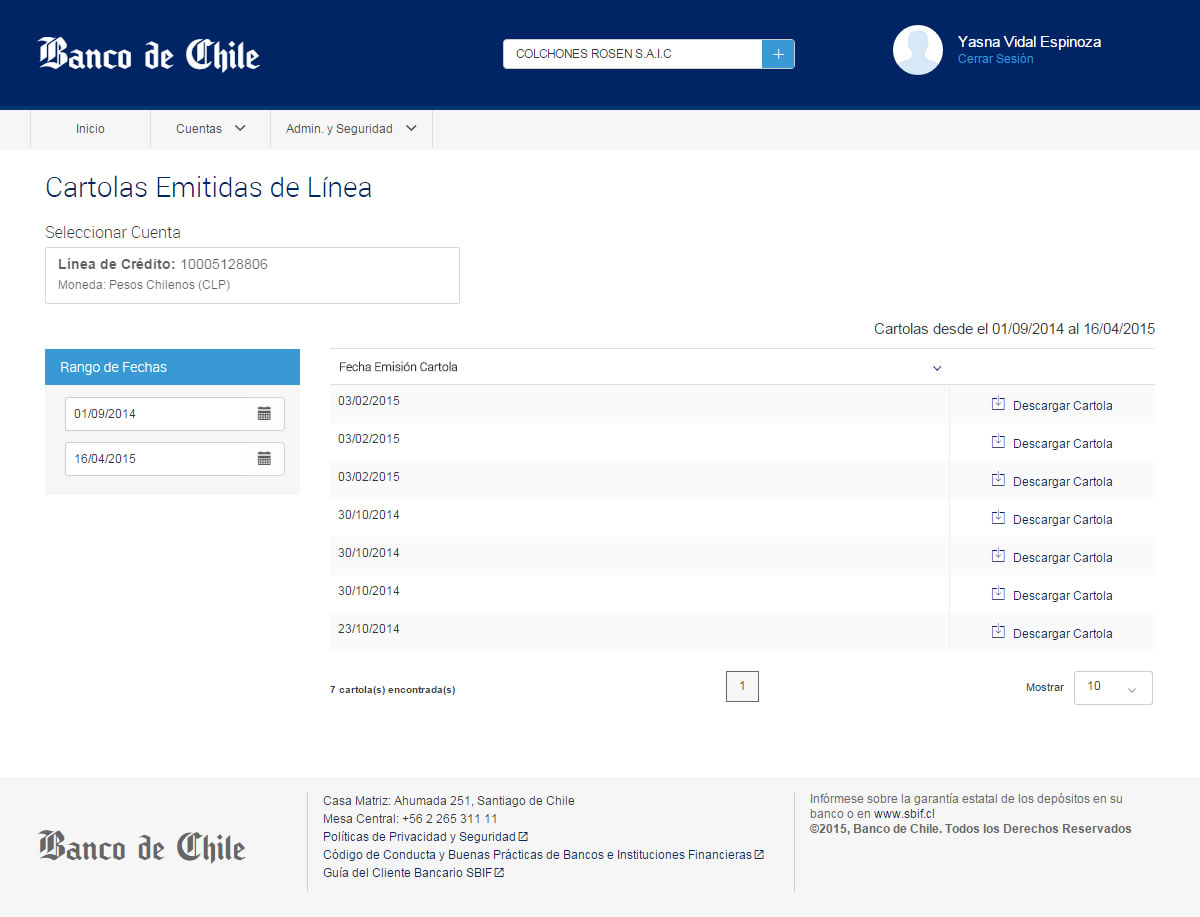 Banco de Chile
COLCHONES ROSEN S.A.I.C
Yasna Vidal Espinoza
Cerrar Sesión
Inicio
Cuentas
Admin. y Seguridad
Cartolas Emitidas de Línea
Seleccionar Cuenta
Línea de Crédito: 10005128806
Moneda: Pesos Chilenos (CLP)
Cartolas desde el 01/09/2014 al 16/04/2015
Rango de Fechas
01/09/2014
16/04/2015
Fecha Emisión Cartola
03/02/2015 Descargar Cartola
03/02/2015 Descargar Cartola
03/02/2015 Descargar Cartola
30/10/2014 Descargar Cartola
30/10/2014 Descargar Cartola
30/10/2014 Descargar Cartola
23/10/2014 Descargar Cartola
7 cartola(s) encontrada(s)
1
Mostrar 10
Banco de Chile
Casa Matriz: Ahumada 251, Santiago de Chile
Mesa Central: +56 2 265 311 11
Políticas de Privacidad y Seguridad
Código de Conducta y Buenas Prácticas de Bancos e Instituciones Financieras
Guía del Cliente Bancario SBIF
Infórmese sobre la garantía estatal de los depósitos en su
banco o en www.sbif.cl
©2015, Banco de Chile. Todos los Derechos Reservados